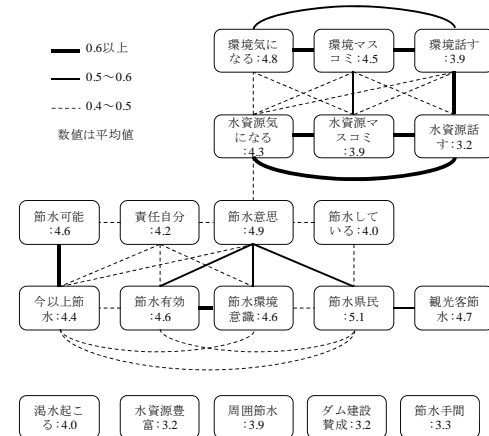 0.6以上
0.5～0.6
0.4～0.5
数値は平均値
環境気に
なる:4.8
環境マス
コミ:4.5
環境話す
:3.9
水資源気
になる
:4.3
水資源マ
スコミ
:3.9
水資源話
す:3.2
節水可能
:4.6
責任自分
:4.2
節水意思
:4.9
節水して
いる:4.0
今以上節
水:4.4
節水有効
:4.6
節水環境
意識:4.6
節水県民
:5.1
観光客節
水:4.7
渇水起こ
る:4.0
水資源豊
富:3.2
周囲節水
:3.9
ダム建設
賛成:3.2
節水手間
:3.3